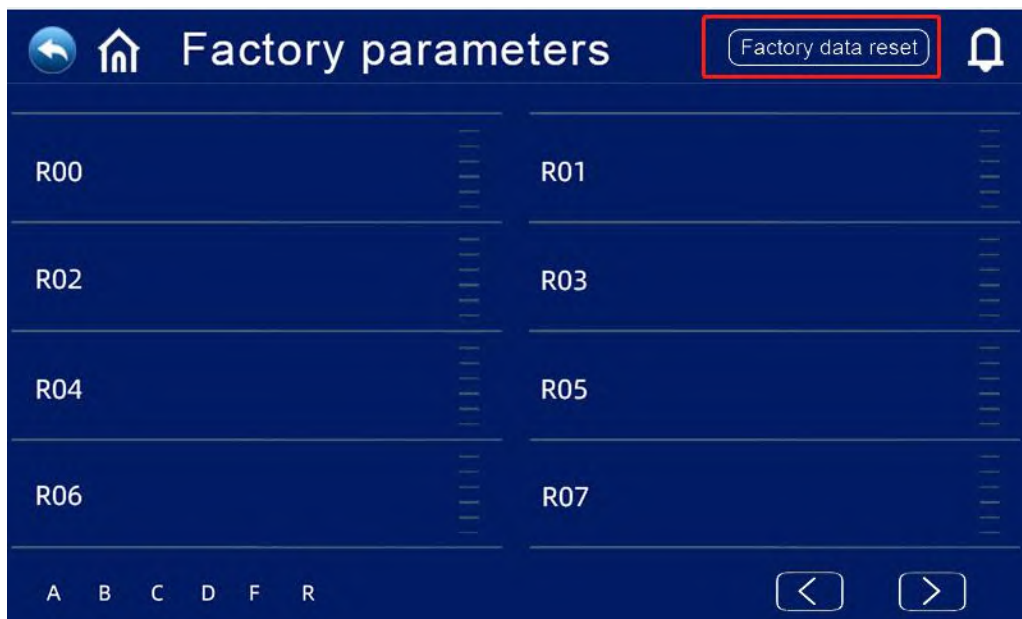 Factory parameters Factory data reset
R00 R01
R02 R03
R04 R05
R06 R07
A B C D F R